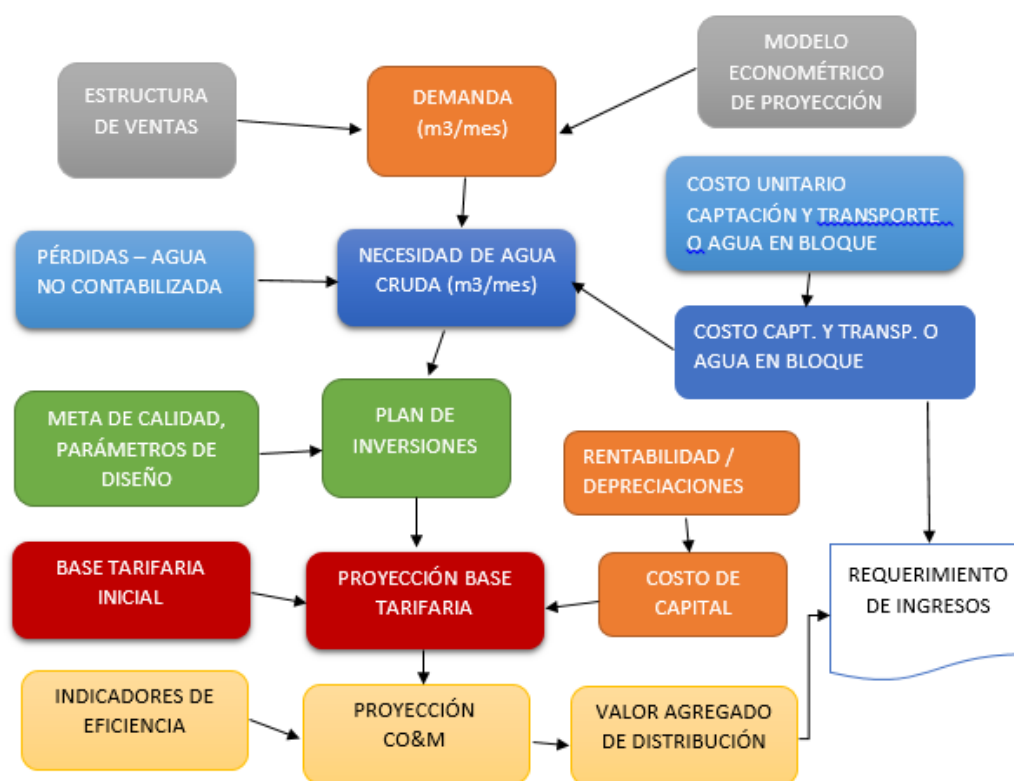 MODELO
ECONOMÉTRICO
DE PROYECCIÓN
ESTRUCTURA
DE VENTAS
DEMANDA
(m3/mes)
COSTO UNITARIO
CAPTACIÓN Y TRANSPORTE
O AGUA EN BLOQUE
PÉRDIDAS – AGUA
NO CONTABILIZADA
NECESIDAD DE AGUA
CRUDA (m3/mes)
COSTO CAPT. Y TRANSP. O
AGUA EN BLOQUE
META DE CALIDAD,
PARÁMETROS DE
DISEÑO
PLAN DE
INVERSIONES
RENTABILIDAD /
DEPRECIACIONES
BASE TARIFARIA
INICIAL
PROYECCIÓN BASE
TARIFARIA
COSTO DE
CAPITAL
REQUERIMIENTO
DE INGRESOS
INDICADORES DE
EFICIENCIA
PROYECCIÓN
CO&M
VALOR AGREGADO
DE DISTRIBUCIÓN